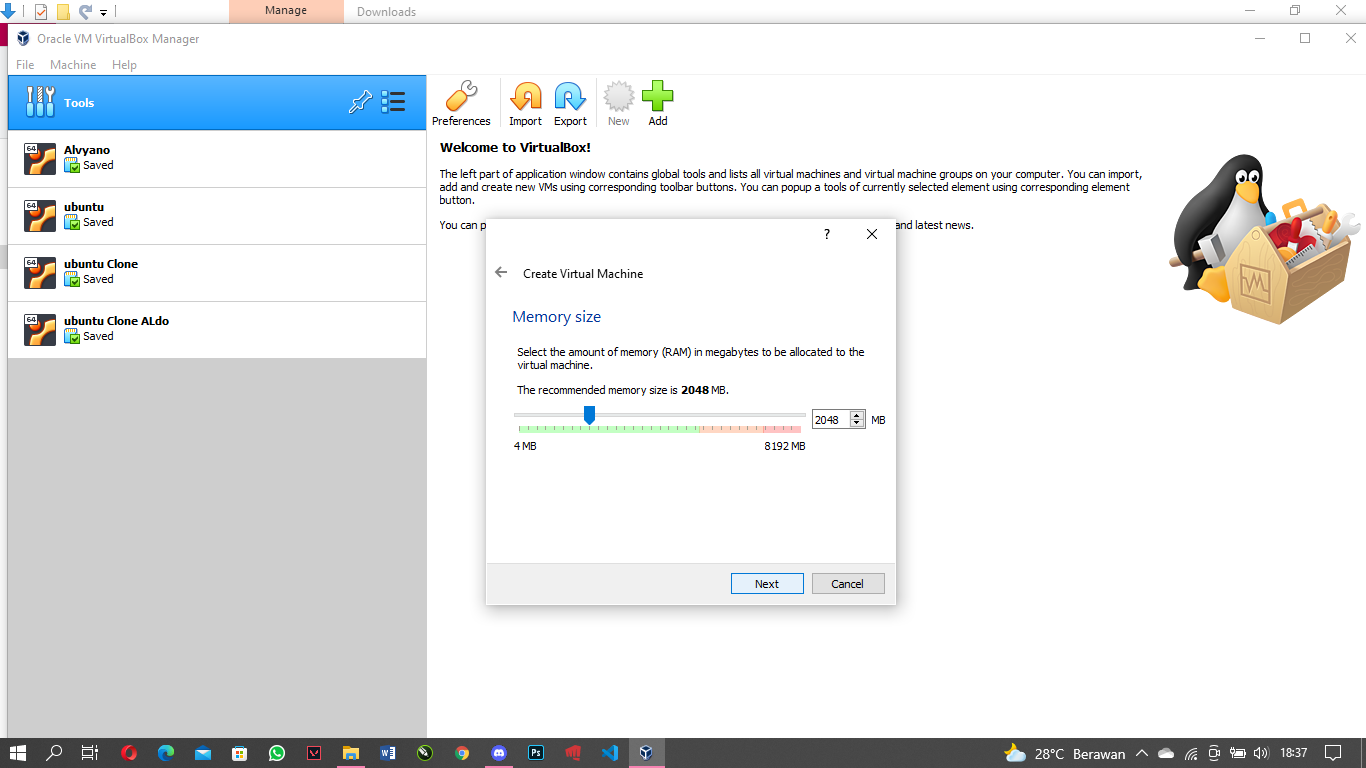 Manage
Downloads
Oracle VM VirtualBox Manager
File Machine Help
Tools
Preferences
Import
Export
New
Add
64
Alvyano
Saved
64
ubuntu
Saved
64
ubuntu Clone
Saved
64
ubuntu Clone ALdo
Saved
Welcome to VirtualBox!
The left part of application window contains global tools and lists all virtual machines and virtual machine groups on your computer. You can import,
add and create new VMs using corresponding toolbar buttons. You can popup a tools of currently selected element using corresponding element
button.
You can p
and latest news.
?
Create Virtual Machine
Memory size
Select the amount of memory (RAM) in megabytes to be allocated to the
virtual machine.
The recommended memory size is 2048 MB.
2048 MB
4 MB
8192 MB
Next
Cancel
Ps
28°C Berawan
18:37